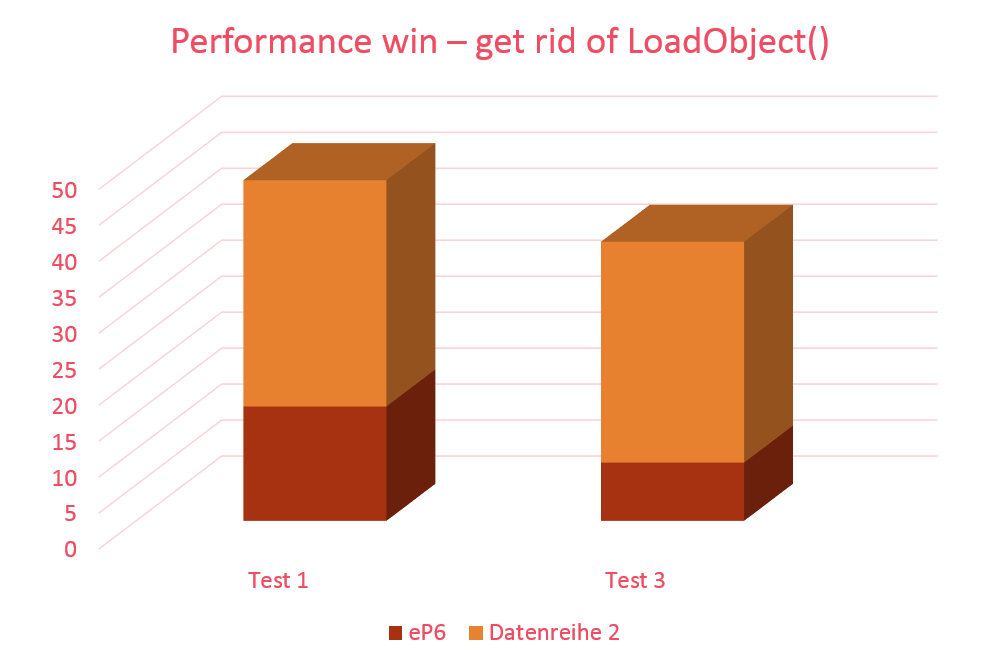 Performance win – get rid of LoadObject()
50
45
40
35
30
25
20
15
10
5
0
Test 1
Test 3
eP6
Datenreihe 2